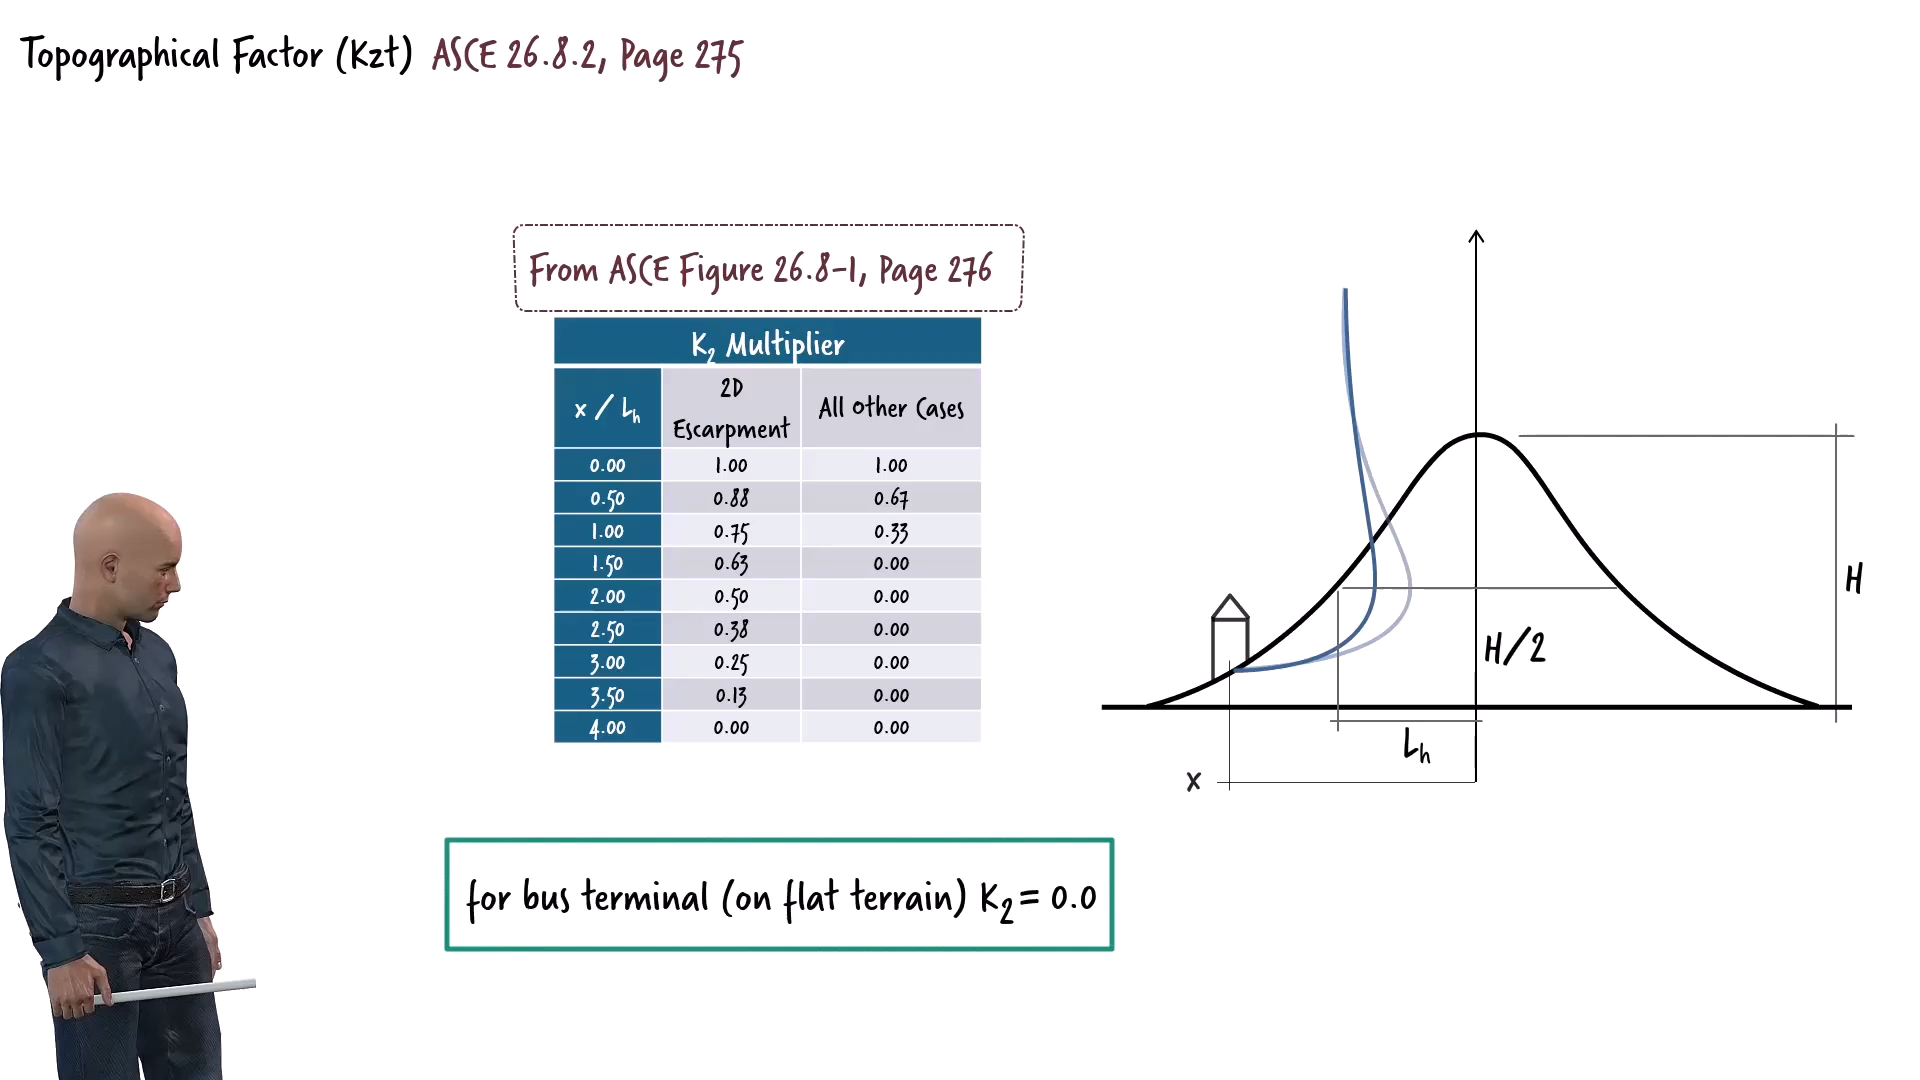 Topographical Factor (Kzt) ASCE 26.8.2, Page 275
From ASCE Figure 26.8-1, Page 276
K₂ Multiplier
x / Lₕ 2D Escarpment All Other Cases
0.00 1.00 1.00
0.50 0.88 0.67
1.00 0.75 0.33
1.50 0.63 0.00
2.00 0.50 0.00
2.50 0.38 0.00
3.00 0.25 0.00
3.50 0.13 0.00
4.00 0.00 0.00
H
H/2
Lₕ
x
for bus terminal (on flat terrain) K₂ = 0.0